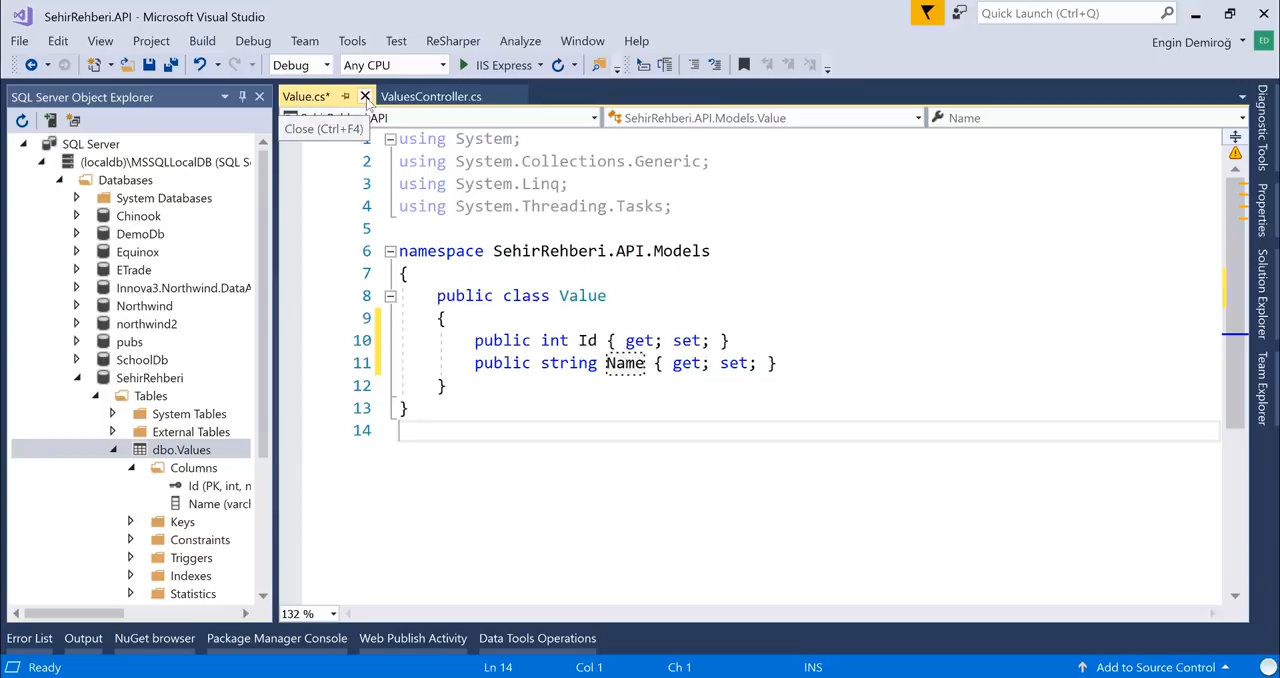 SehirRehberi.API - Microsoft Visual Studio
Quick Launch (Ctrl+Q)
File Edit View Project Build Debug Team Tools Test ReSharper Analyze Window Help
Engin Demiroğ ED
Debug Any CPU IIS Express
SQL Server Object Explorer
Value.cs* ValuesController.cs
API SehirRehberi.API.Models.Value Name
Close (Ctrl+F4)
SQL Server
(localdb)\MSSQLLocalDB (SQL S
Databases
System Databases
Chinook
DemoDb
Equinox
ETrade
Innova3.Northwind.DataA
Northwind
northwind2
pubs
SchoolDb
SehirRehberi
Tables
System Tables
External Tables
dbo.Values
Columns
Id (PK, int, n
Name (varc
Keys
Constraints
Triggers
Indexes
Statistics
1 using System;
2 using System.Collections.Generic;
3 using System.Linq;
4 using System.Threading.Tasks;
5
6 namespace SehirRehberi.API.Models
7 {
8 public class Value
9 {
10 public int Id { get; set; }
11 public string Name { get; set; }
12 }
13 }
14
132 %
Diagnostic Tools
Properties
Solution Explorer
Team Explorer
Error List Output NuGet browser Package Manager Console Web Publish Activity Data Tools Operations
Ready Ln 14 Col 1 Ch 1 INS Add to Source Control